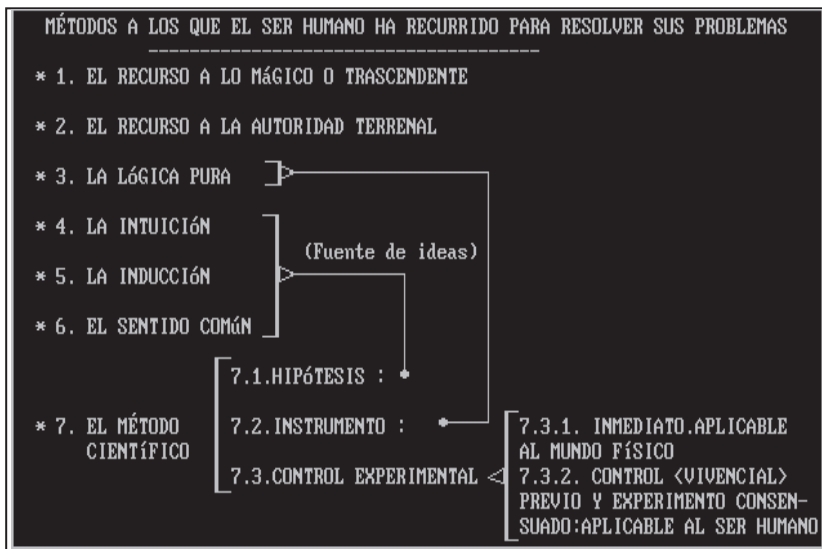 MÉTODOS A LOS QUE EL SER HUMANO HA RECURRIDO PARA RESOLVER SUS PROBLEMAS
* 1. EL RECURSO A LO MáGICO O TRASCENDENTE
* 2. EL RECURSO A LA AUTORIDAD TERRENAL
* 3. LA LóGICA PURA
* 4. LA INTUICIóN
(Fuente de ideas)
* 5. LA INDUCCIóN
* 6. EL SENTIDO COMúN
7.1.HIPóTESIS :
* 7. EL MÉTODO
CIENTíFICO
7.2.INSTRUMENTO :
7.3.CONTROL EXPERIMENTAL
7.3.1. INMEDIATO.APLICABLE
AL MUNDO FíSICO
7.3.2. CONTROL <VIVENCIAL>
PREVIO Y EXPERIMENTO CONSEN-
SUADO:APLICABLE AL SER HUMANO